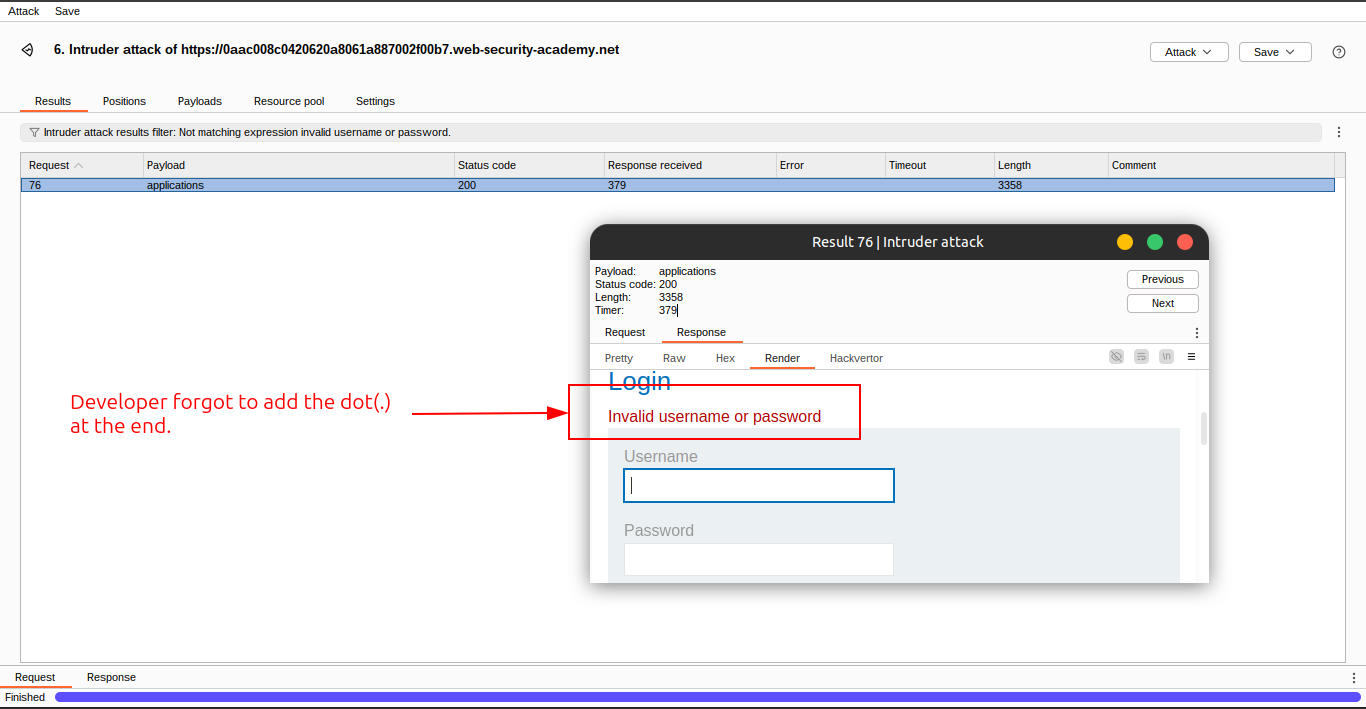 Attack Save
6. Intruder attack of https://0aac008c0420620a8061a887002f00b7.web-security-academy.net
Attack Save
Results Positions Payloads Resource pool Settings
Intruder attack results filter: Not matching expression invalid username or password.
Request Payload Status code Response received Error Timeout Length Comment
76 applications 200 379 3358
Result 76 | Intruder attack
Payload: applications
Status code: 200
Length: 3358
Timer: 379
Previous
Next
Request Response
Pretty Raw Hex Render Hackvertor
\n
Login
Developer forgot to add the dot(.)
at the end.
Invalid username or password
Username
Password
Request Response
Finished